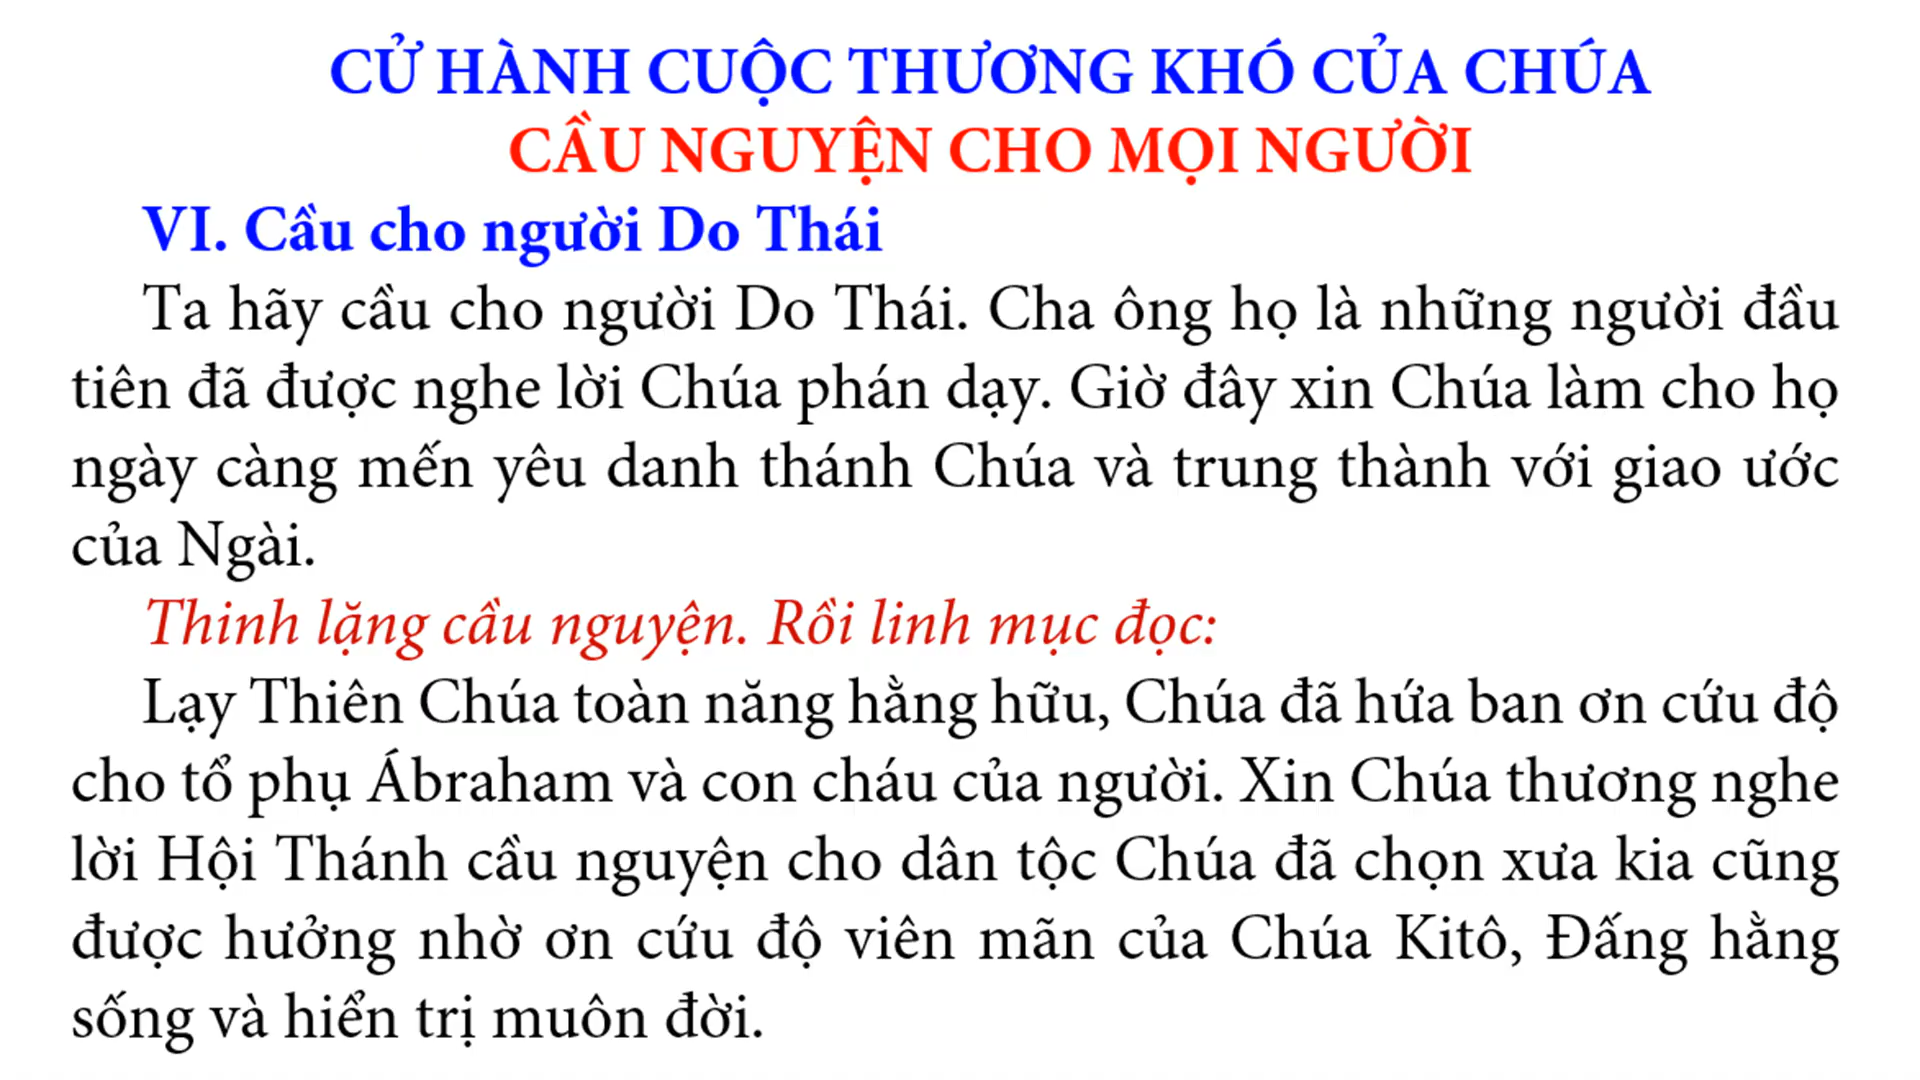 CỬ HÀNH CUỘC THƯƠNG KHÓ CỦA CHÚA
CẦU NGUYỆN CHO MỌI NGƯỜI
VI. Cầu cho người Do Thái
Ta hãy cầu cho người Do Thái. Cha ông họ là những người đầu
tiên đã được nghe lời Chúa phán dạy. Giờ đây xin Chúa làm cho họ
ngày càng mến yêu danh thánh Chúa và trung thành với giao ước
của Ngài.
Thinh lặng cầu nguyện. Rồi linh mục đọc:
Lạy Thiên Chúa toàn năng hằng hữu, Chúa đã hứa ban ơn cứu độ
cho tổ phụ Ábraham và con cháu của người. Xin Chúa thương nghe
lời Hội Thánh cầu nguyện cho dân tộc Chúa đã chọn xưa kia cũng
được hưởng nhờ ơn cứu độ viên mãn của Chúa Kitô, Đấng hằng
sống và hiển trị muôn đời.